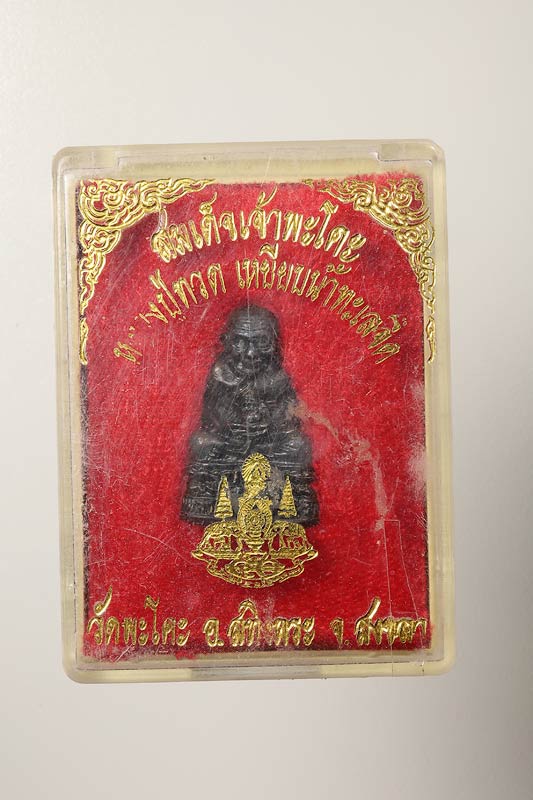 สมเด็จเจ้าพะโคะ
หลวงปู่ทวด เหยียบน้ำทะเลจืด
วัดพะโคะ อ.สทิงพระ จ.สงขลา